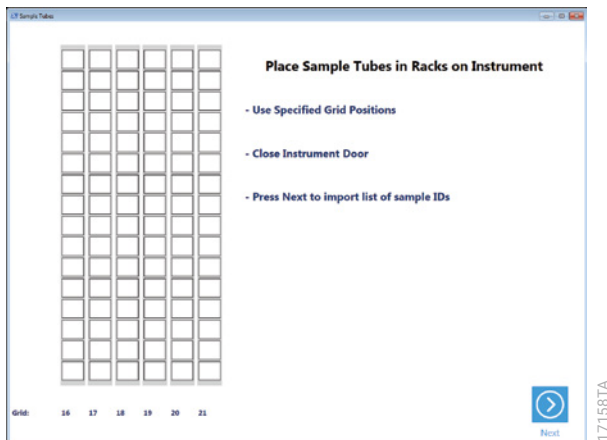 Sample Tubes
Place Sample Tubes in Racks on Instrument
- Use Specified Grid Positions
- Close Instrument Door
- Press Next to import list of sample IDs
Grid: 16 17 18 19 20 21
Next
17158TA